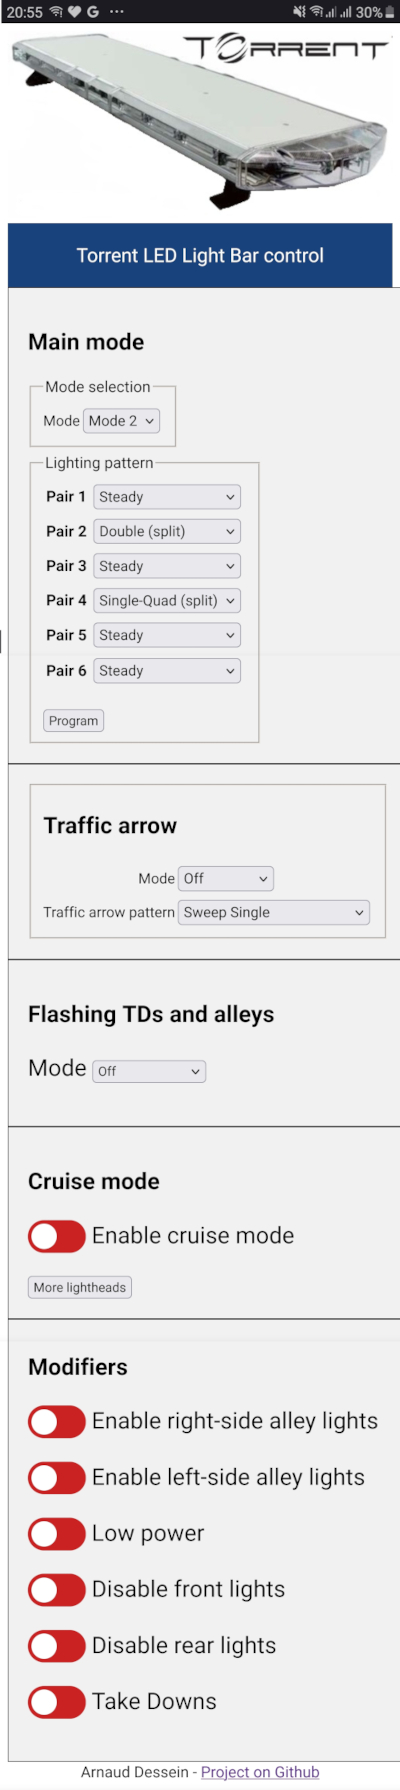 20:55 G ... 30%
TORRENT
Torrent LED Light Bar control
Main mode
Mode selection
Mode Mode 2
Lighting pattern
Pair 1 Steady
Pair 2 Double (split)
Pair 3 Steady
Pair 4 Single-Quad (split)
Pair 5 Steady
Pair 6 Steady
Program
Traffic arrow
Mode Off
Traffic arrow pattern Sweep Single
Flashing TDs and alleys
Mode Off
Cruise mode
Enable cruise mode
More lightheads
Modifiers
Enable right-side alley lights
Enable left-side alley lights
Low power
Disable front lights
Disable rear lights
Take Downs
Arnaud Dessein - Project on Github